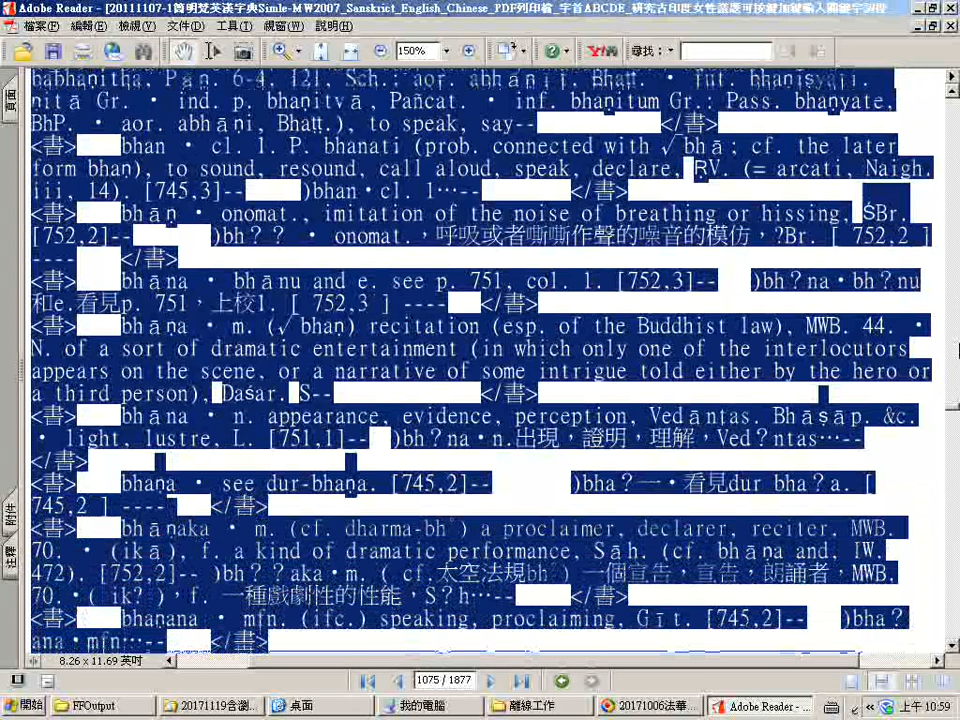 Adobe Reader - [20111107-1簡明梵英漢字典Simle-MW2007_Sanskrict_English_Chinese_PDF列印檔_字首ABCDE_研究古印度女性議題可按
檔案(F) 編輯(E) 檢視(V) 文件(D) 工具(T) 視窗(W) 說明(H)
150% Y! 尋找：
頁面
附件
註釋
babhaṇitha, Pāṇ. 6-4, 121, Sch.; aor. abhāṇīt. Bhaṭṭ. fut. bhaṇiṣyati.
ṇitā Gr. • ind. p. bhaṇitvā, Pañcat. • inf. bhaṇitum Gr.: Pass. bhaṇyate,
BhP. • aor. abhāṇi, Bhaṭṭ.), to speak, say-- </書>
<書> bhan • cl. 1. P. bhanati (prob. connected with √bhā; cf. the later
form bhaṇ), to sound, resound, call aloud, speak, declare, ṚV. (= arcati, Naigh.
iii, 14). [745,3]-- )bhan•cl. 1…-- </書>
<書> bhāṇ • onomat., imitation of the noise of breathing or hissing, ŚBr.
[752,2]-- )bh？？ • onomat.，呼吸或者嘶嘶作聲的噪音的模仿，?Br. [ 752,2 ]
---- </書>
<書> bhāna • bhānu and e. see p. 751, col. 1. [752,3]-- )bh？na•bh？nu
和e.看見p. 751，上校1. [ 752,3 ] ---- </書>
<書> bhāṇa • m. (√bhaṇ) recitation (esp. of the Buddhist law), MWB. 44. •
N. of a sort of dramatic entertainment (in which only one of the interlocutors
appears on the scene, or a narrative of some intrigue told either by the hero or
a third person), Daśar. S-- </書>
<書> bhāna • n. appearance, evidence, perception, Vedāntas. Bhāṣāp. &c.
• light, lustre, L. [751,1]-- )bh？na•n.出現，證明，理解，Ved？ntas…--
</書>
<書> bhaṇa • see dur-bhaṇa. [745,2]-- )bha？一•看見dur bha？a. [
745,2 ] ---- </書>
<書> bhāṇaka • m. (cf. dharma-bh°) a proclaimer, declarer, reciter, MWB.
70. • (ikā), f. a kind of dramatic performance, Sāh. (cf. bhāṇa and, IW.
472). [752,2]-- )bh？？aka•m. ( cf.太空法規bh°) 一個宣告，宣告，朗誦者，MWB.
70.•( ik? )，f. 一種戲劇性的性能，S？h…-- </書>
<書> bhaṇana • mfn. (ifc.) speaking, proclaiming, Gīt. [745,2]-- )bha？
ana•mfn…-- </書>
8.26 x 11.69 英吋
1075 / 1877
開始 FFOutput 20171119含瀏... 桌面 我的電腦 離線工作 20171006法華... Adobe Reader - ... 上午 10:59